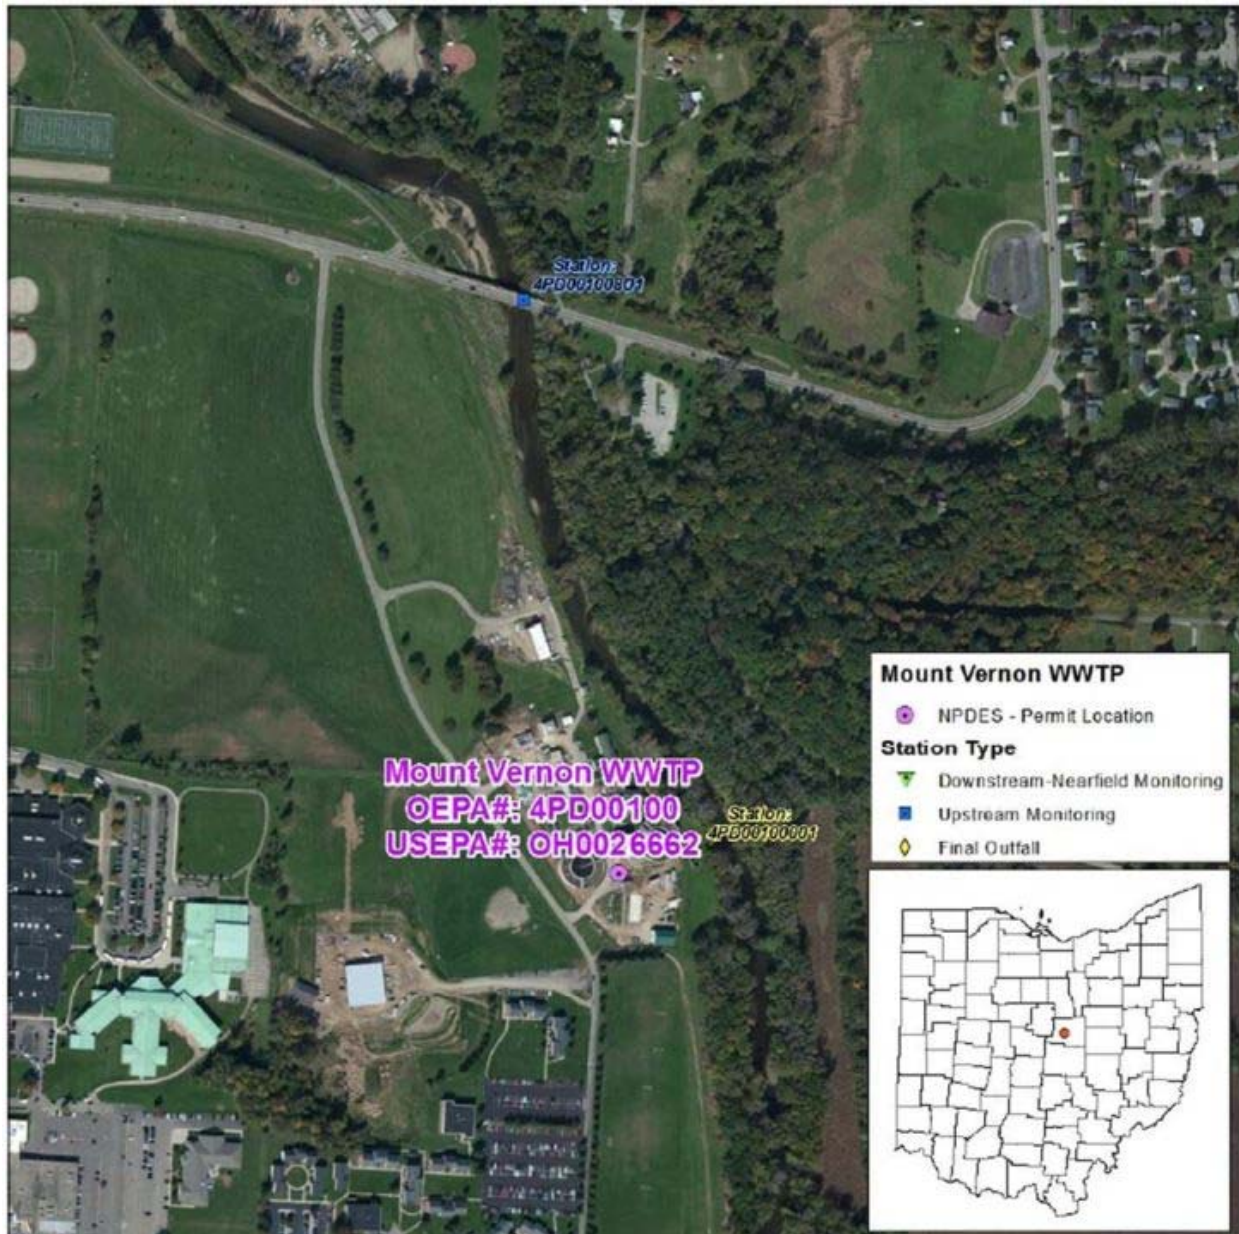 Station:
4PD00100801
Mount Vernon WWTP
OEPA#: 4PD00100
USEPA#: OH0026662
Station:
4PD00100001
Mount Vernon WWTP
NPDES - Permit Location
Station Type
Downstream-Nearfield Monitoring
Upstream Monitoring
Final Outfall